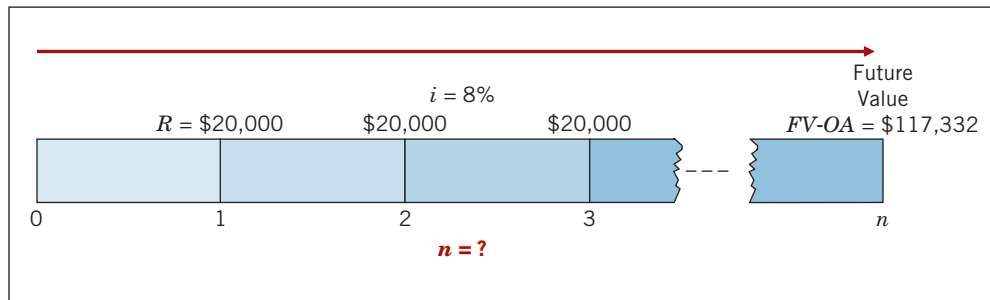 Future
Value
i = 8%
R = $20,000 $20,000 $20,000 FV-OA = $117,332
0 1 2 3 n
n = ?